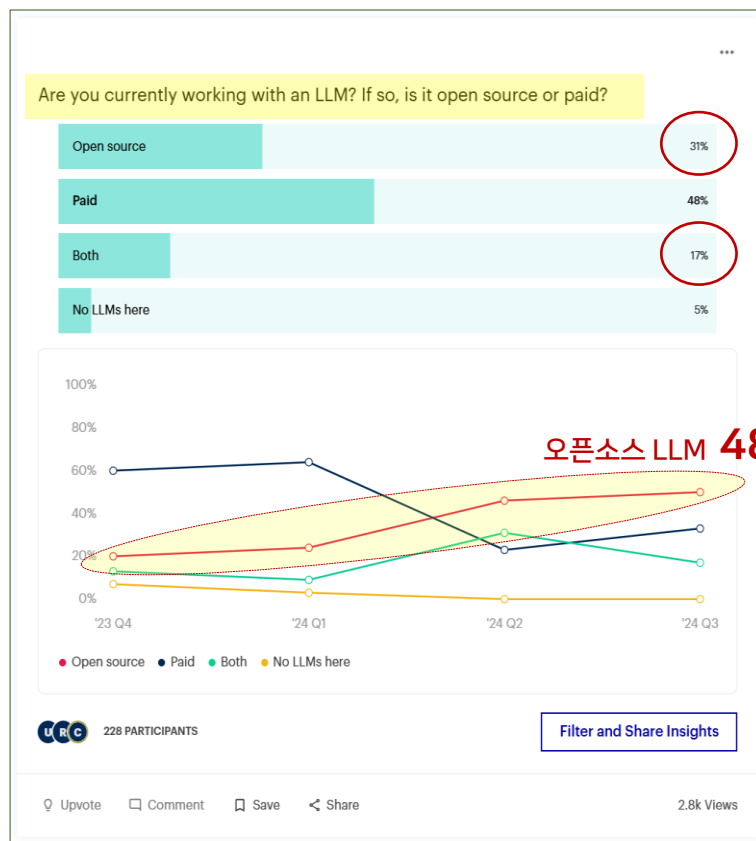 Are you currently working with an LLM? If so, is it open source or paid?
Open source 31%
Paid 48%
Both 17%
No LLMs here 5%
100%
80%
오픈소스 LLM 48
60%
40%
20%
0%
'23 Q4 '24 Q1 '24 Q2 '24 Q3
Open source Paid Both No LLMs here
U R C 228 PARTICIPANTS Filter and Share Insights
Upvote Comment Save Share 2.8k Views